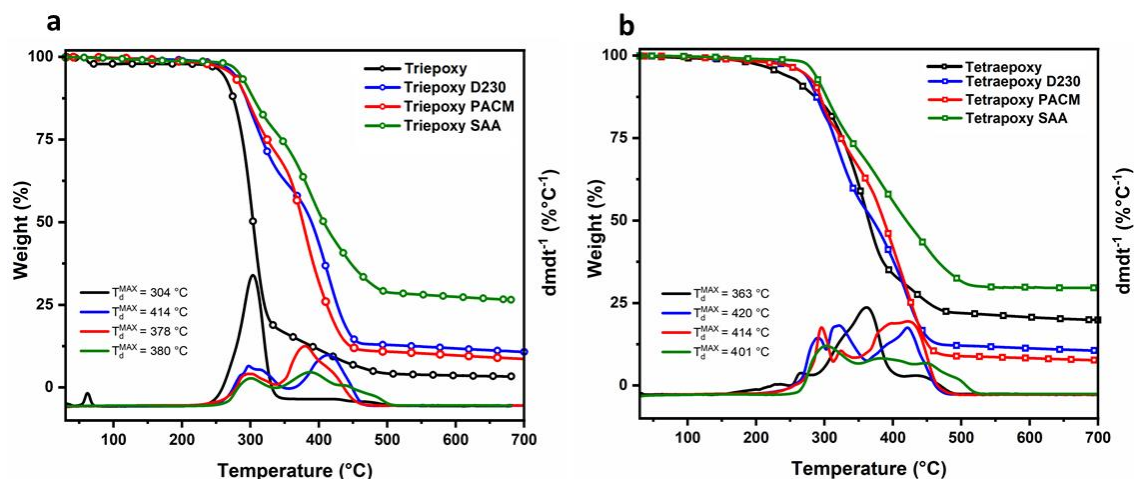 a
100
75
50
25
0
Weight (%)
100
200
300
400
500
600
700
Temperature (°C)
dmdt⁻¹ (%°C⁻¹)
Triepoxy
Triepoxy D230
Triepoxy PACM
Triepoxy SAA
T_d^MAX = 304 °C
T_d^MAX = 414 °C
T_d^MAX = 378 °C
T_d^MAX = 380 °C
b
100
75
50
25
0
Weight (%)
100
200
300
400
500
600
700
Temperature (°C)
dmdt⁻¹ (%°C⁻¹)
Tetraepoxy
Tetraepoxy D230
Tetrapoxy PACM
Tetrapoxy SAA
T_d^MAX = 363 °C
T_d^MAX = 420 °C
T_d^MAX = 414 °C
T_d^MAX = 401 °C